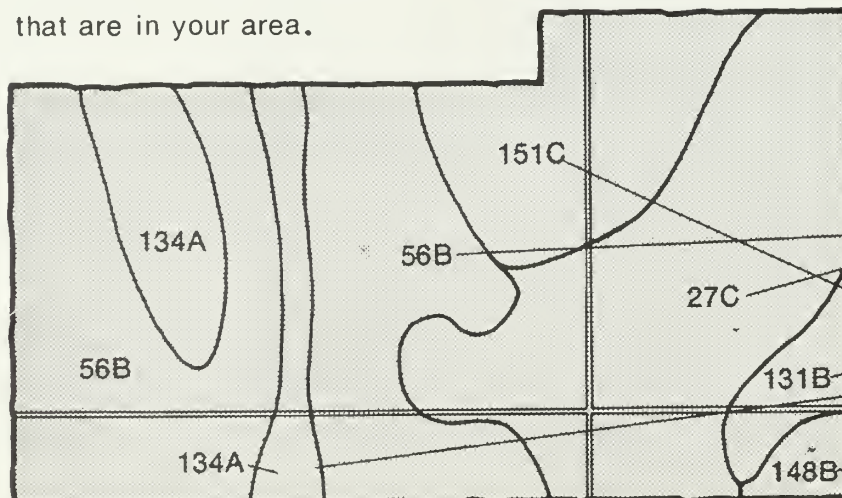 that are in your area.
151C
134A
56B
27C
56B
131B
134A
148B